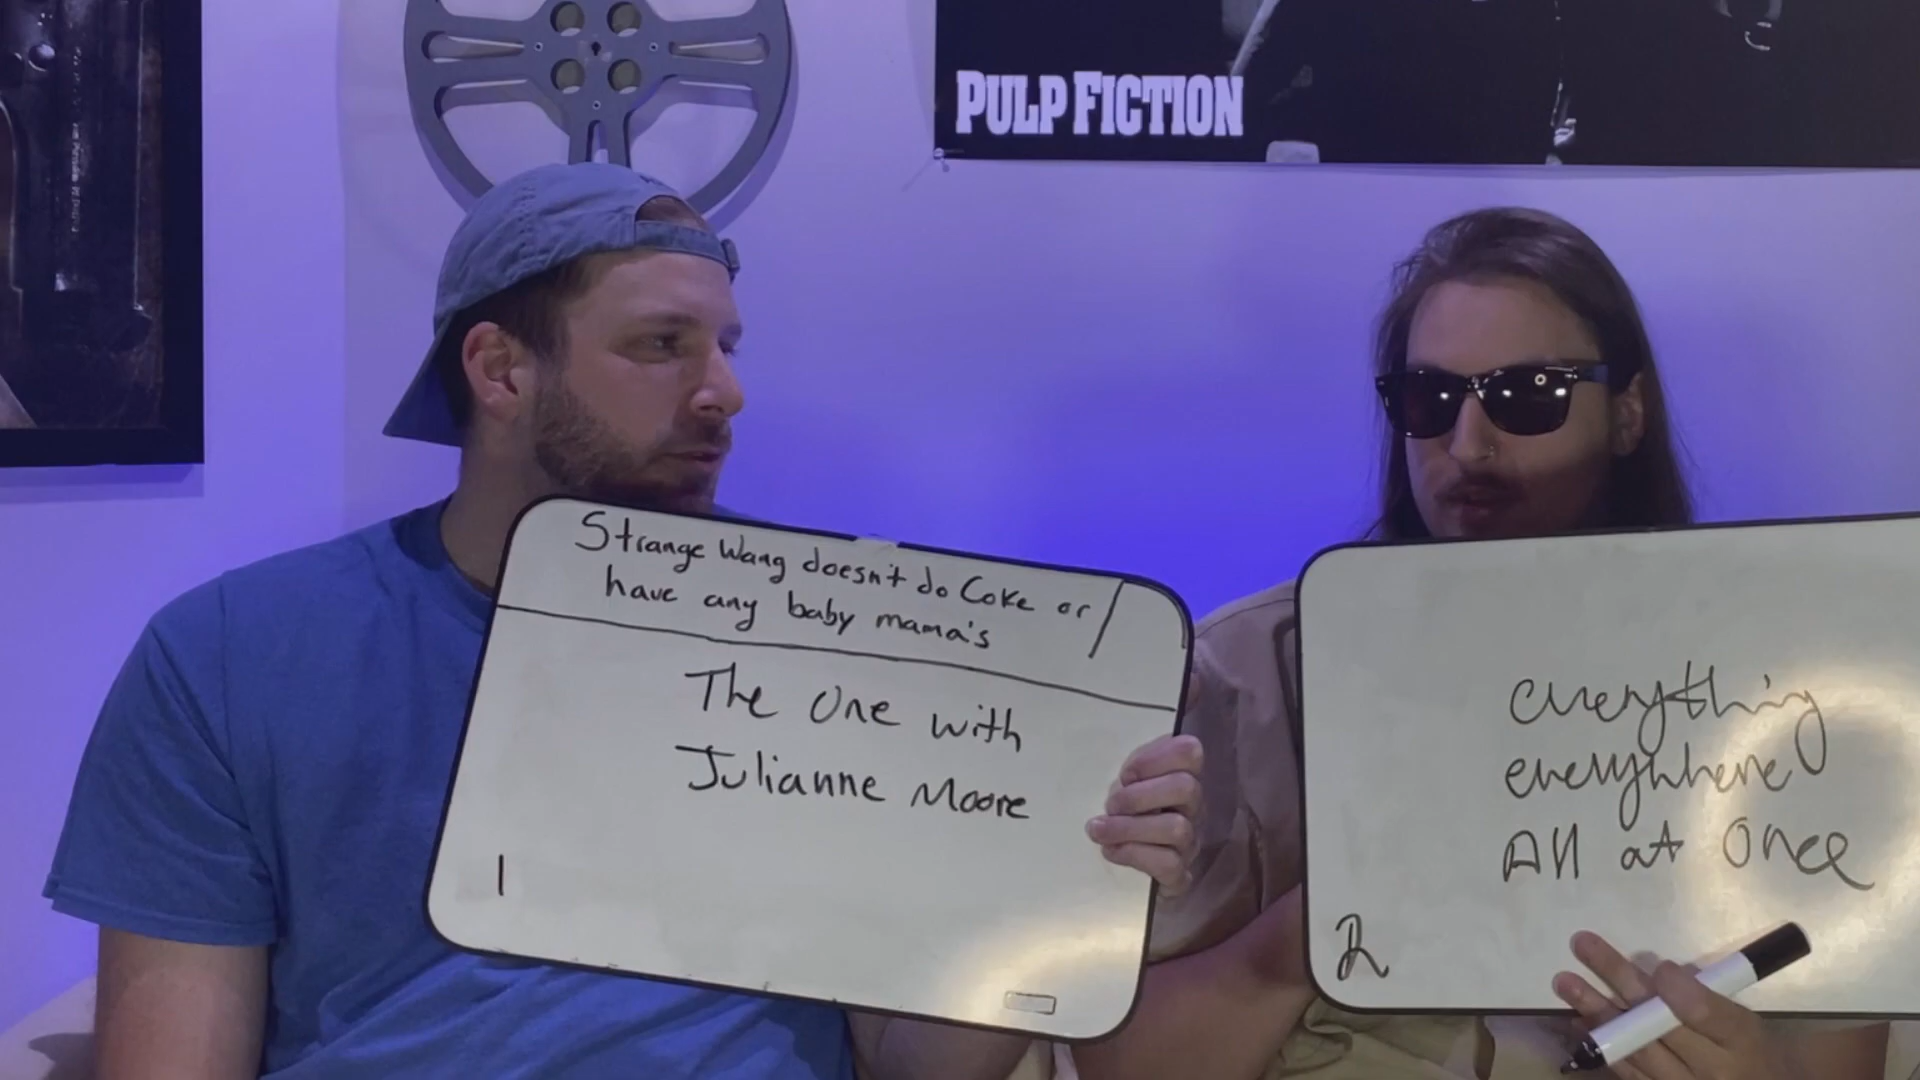 PULP FICTION
Strange Wang doesn't do Coke or
have any baby mama's
The One with
Julianne Moore
1
everything
everywhere
All at Once
2